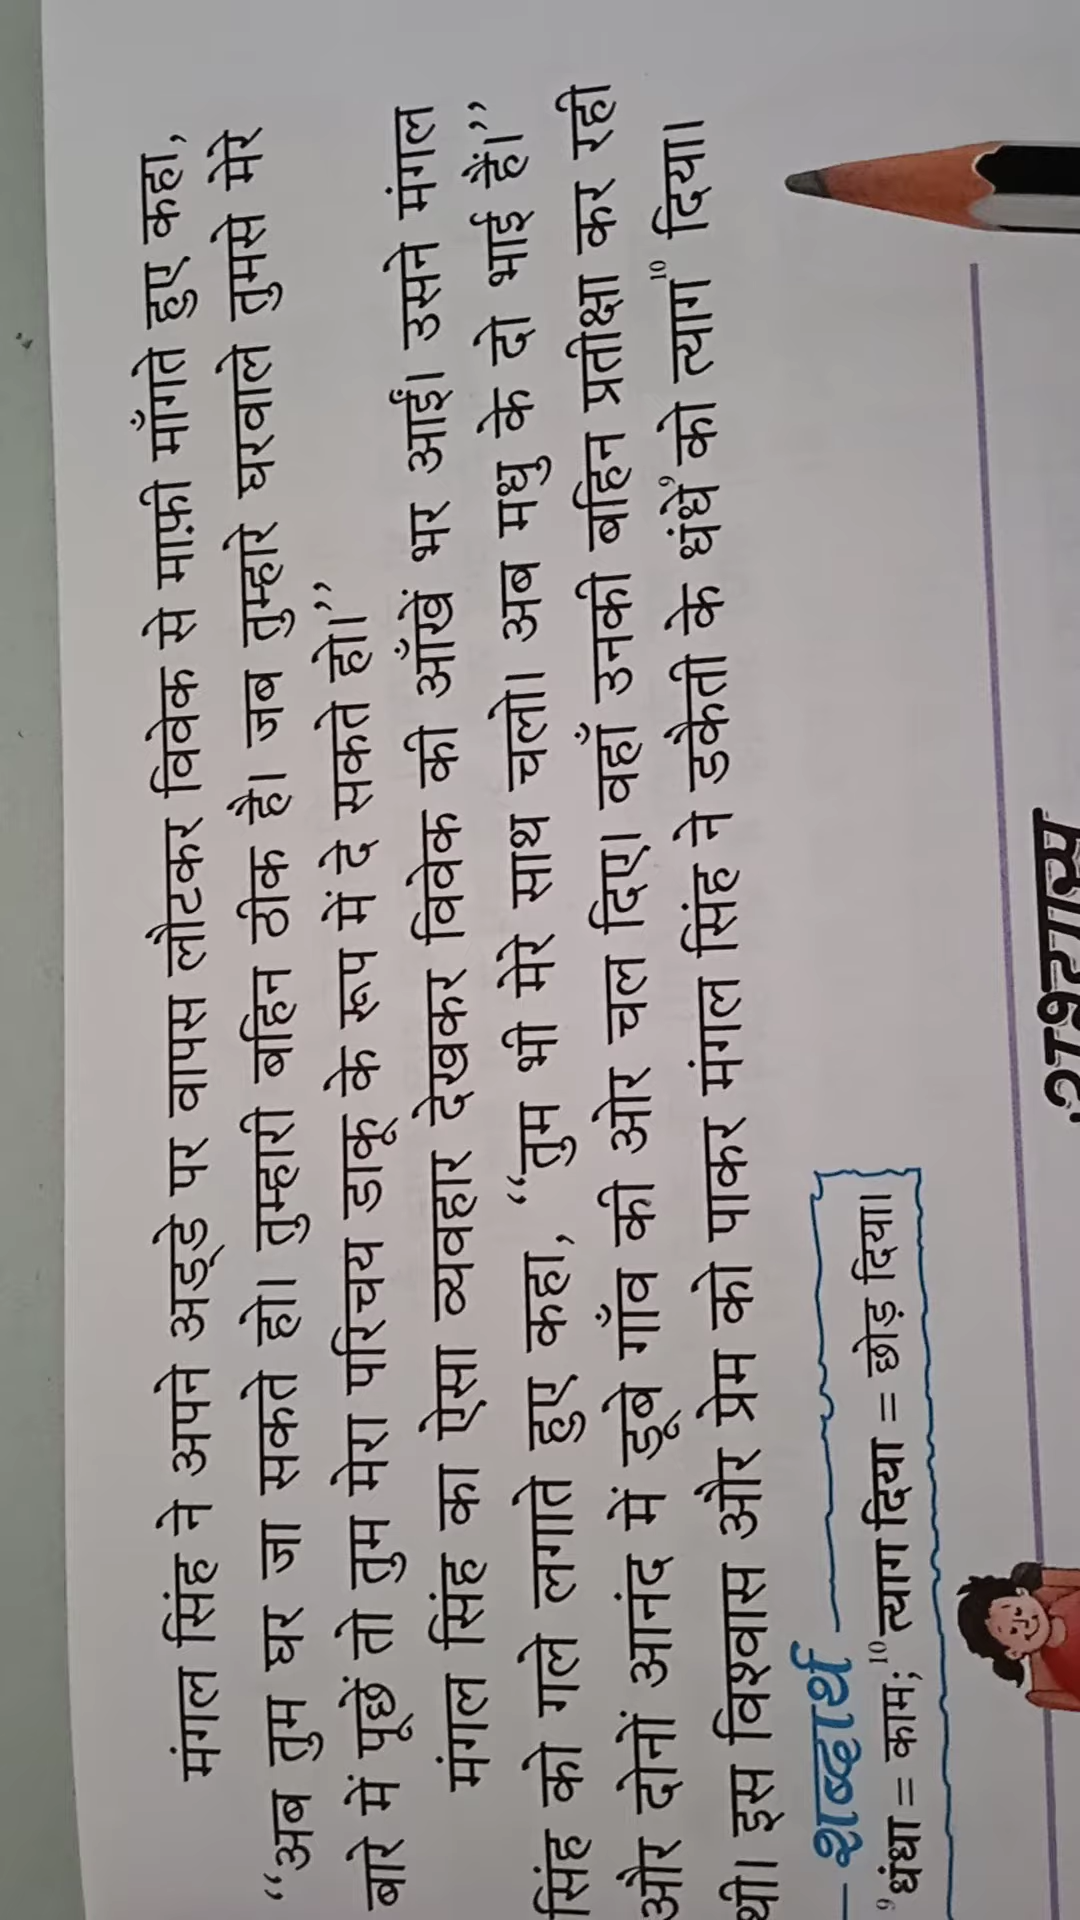 मंगल सिंह ने अपने अड्डे पर वापस लौटकर विवेक से माफ़ी माँगते हुए कहा,
“अब तुम घर जा सकते हो। तुम्हारी बहिन ठीक है। जब तुम्हारे घरवाले तुमसे मेरे
बारे में पूछें तो तुम मेरा परिचय डाकू के रूप में दे सकते हो।”
मंगल सिंह का ऐसा व्यवहार देखकर विवेक की आँखें भर आईं। उसने मंगल
सिंह को गले लगाते हुए कहा, “तुम भी मेरे साथ चलो। अब मधु के दो भाई हैं।”
और दोनों आनंद में डूबे गाँव की ओर चल दिए। वहाँ उनकी बहिन प्रतीक्षा कर रही
थी। इस विश्वास और प्रेम को पाकर मंगल सिंह ने डकैती के धंधे⁹ को त्याग¹⁰ दिया।
शब्दार्थ
⁹धंधा = काम; ¹⁰त्याग दिया = छोड़ दिया।
अभ्यास